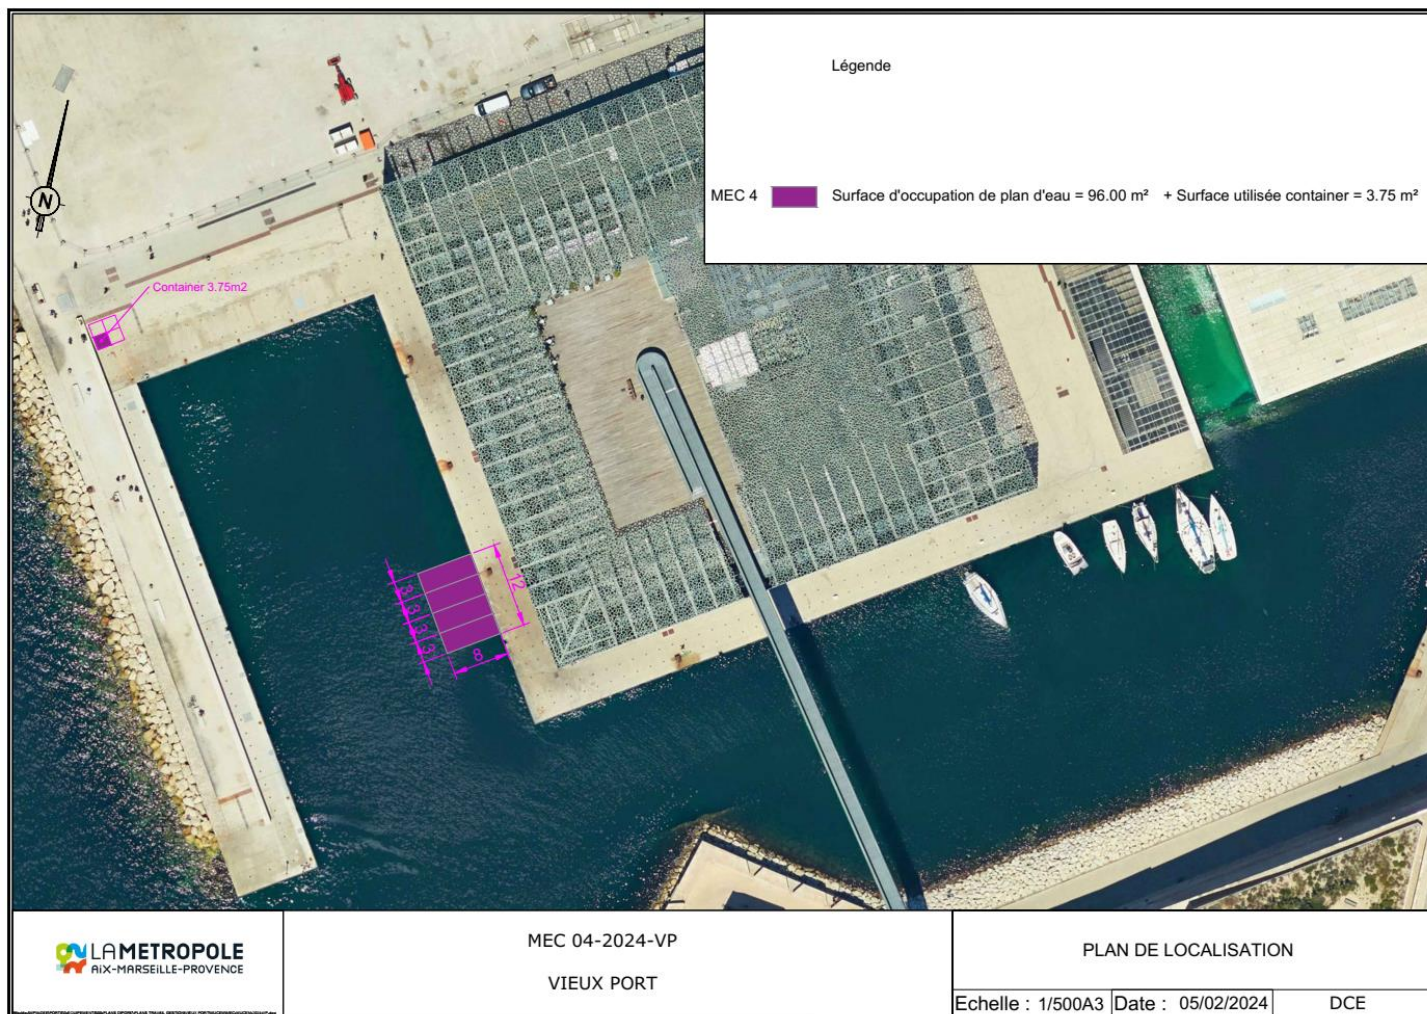 Légende
MEC 4 Surface d'occupation de plan d'eau = 96.00 m² + Surface utilisée container = 3.75 m²
N
Container 3.75m2
12
3
3
3
3
8
LAMETROPOLE
AIX-MARSEILLE-PROVENCE
MEC 04-2024-VP
VIEUX PORT
PLAN DE LOCALISATION
Echelle : 1/500A3 Date : 05/02/2024 DCE